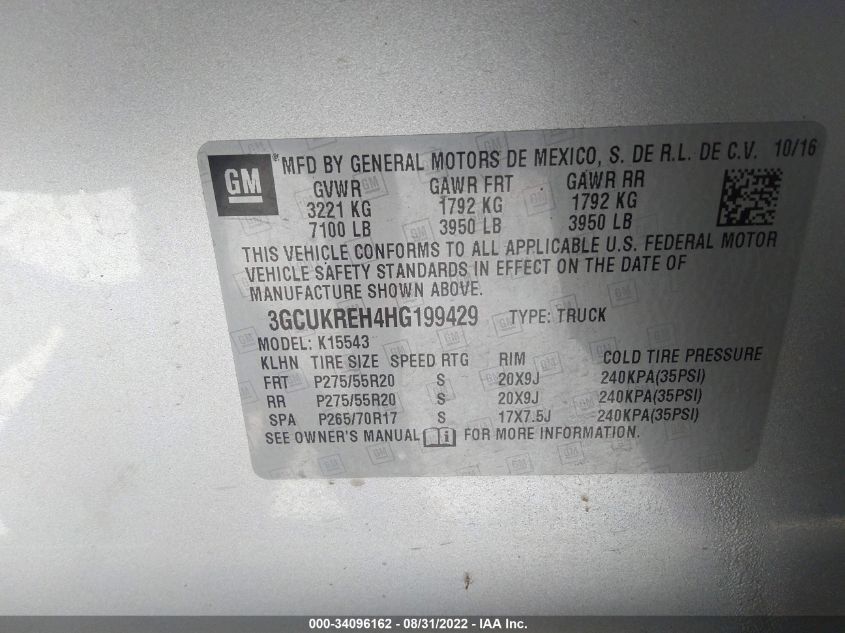 GM ® MFD BY GENERAL MOTORS DE MEXICO, S. DE R.L. DE C.V. 10/16
GVWR GAWR FRT GAWR RR
3221 KG 1792 KG 1792 KG
7100 LB 3950 LB 3950 LB
THIS VEHICLE CONFORMS TO ALL APPLICABLE U.S. FEDERAL MOTOR
VEHICLE SAFETY STANDARDS IN EFFECT ON THE DATE OF
MANUFACTURE SHOWN ABOVE.
3GCUKREH4HG199429 TYPE: TRUCK
MODEL: K15543
KLHN TIRE SIZE SPEED RTG RIM COLD TIRE PRESSURE
FRT P275/55R20 S 20X9J 240KPA(35PSI)
RR P275/55R20 S 20X9J 240KPA(35PSI)
SPA P265/70R17 S 17X7.5J 240KPA(35PSI)
SEE OWNER'S MANUAL FOR MORE INFORMATION.
000-34096162 - 08/31/2022 - IAA Inc.